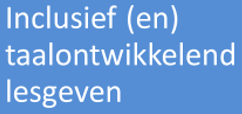 Inclusief (en)
taalontwikkelend
lesgeven